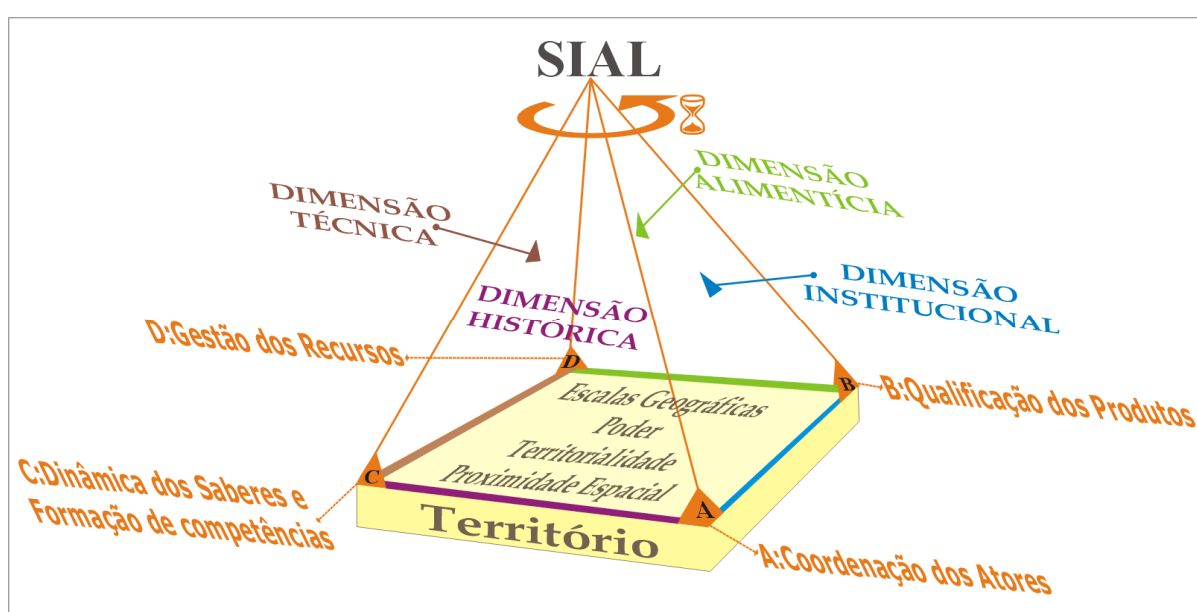 SIAL
DIMENSÃO
ALIMENTÍCIA
DIMENSÃO
TÉCNICA
DIMENSÃO
INSTITUCIONAL
DIMENSÃO
HISTÓRICA
D:Gestão dos Recursos
D
B
B:Qualificação dos Produtos
Escalas Geográficas
Poder
Territorialidade
Proximidade Espacial
C
C:Dinâmica dos Saberes e
Formação de competências
A
Território
A:Coordenação dos Atores